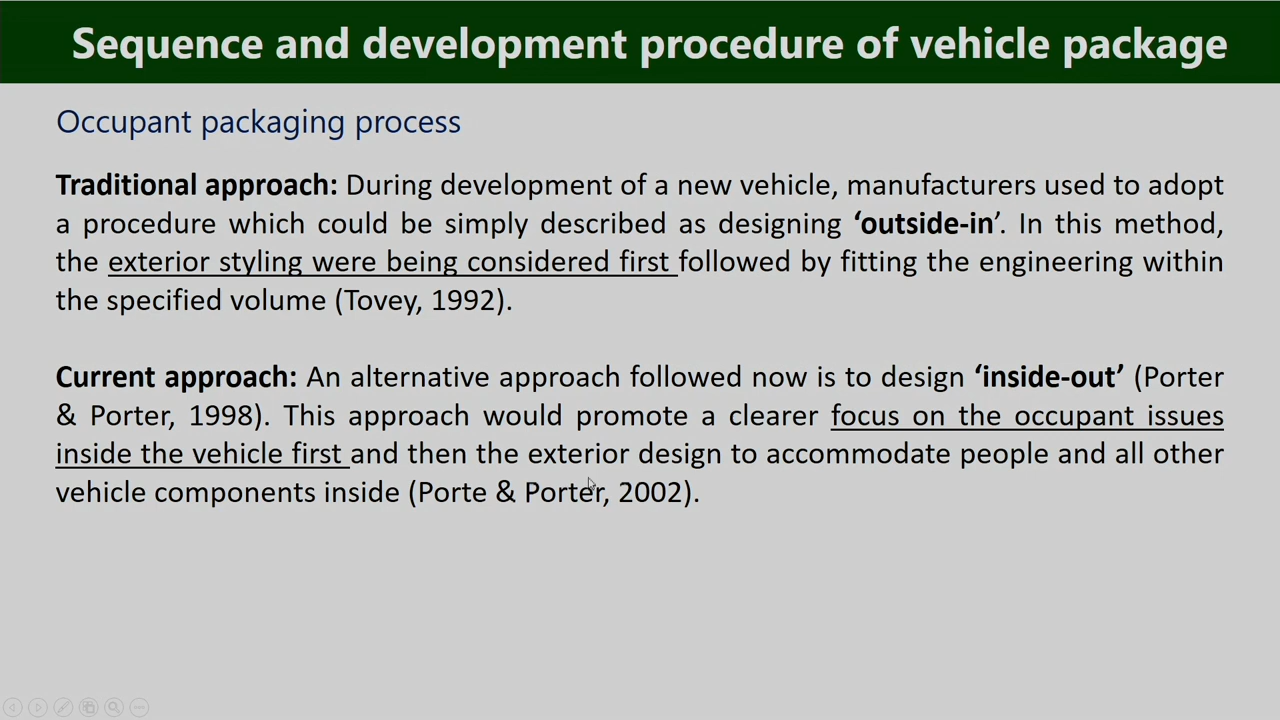 Sequence and development procedure of vehicle package
Occupant packaging process
Traditional approach: During development of a new vehicle, manufacturers used to adopt
a procedure which could be simply described as designing ‘outside-in’. In this method,
the exterior styling were being considered first followed by fitting the engineering within
the specified volume (Tovey, 1992).
Current approach: An alternative approach followed now is to design ‘inside-out’ (Porter
& Porter, 1998). This approach would promote a clearer focus on the occupant issues
inside the vehicle first and then the exterior design to accommodate people and all other
vehicle components inside (Porte & Porter, 2002).